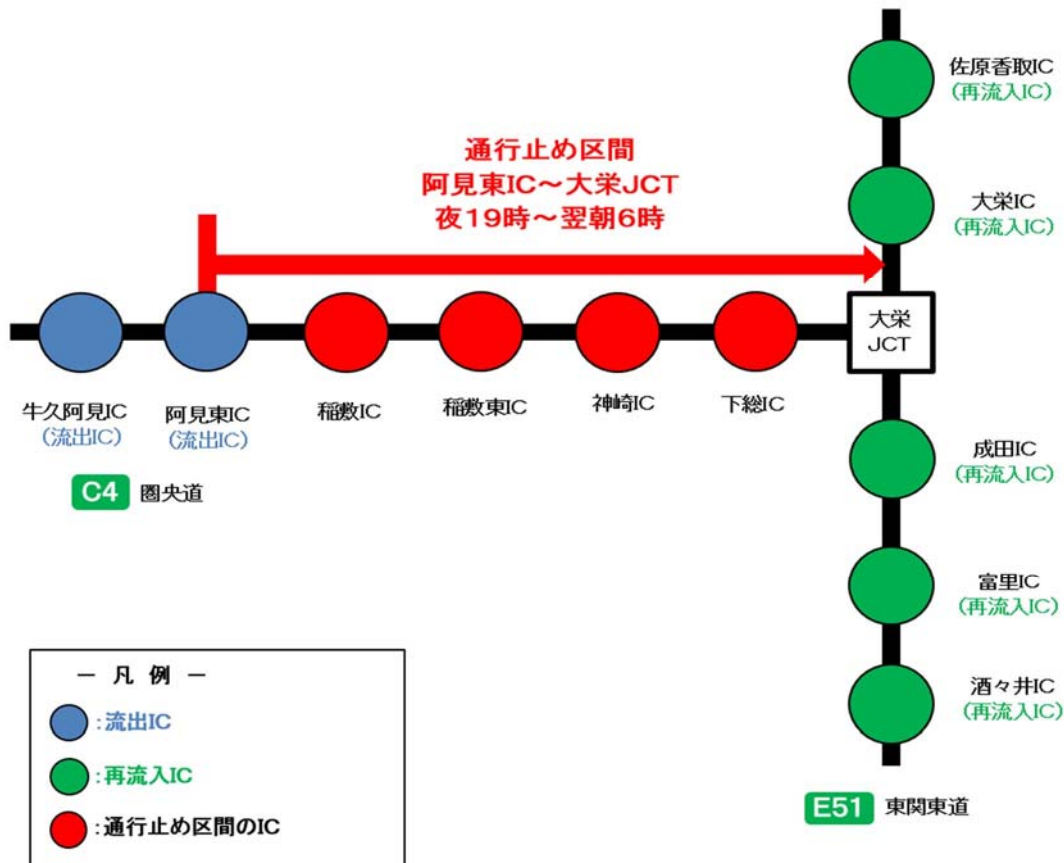 佐原香取IC
(再流入IC)
通行止め区間
阿見東IC～大栄JCT
夜19時～翌朝6時
大栄IC
(再流入IC)
大栄
JCT
牛久阿見IC
(流出IC)
阿見東IC
(流出IC)
稲敷IC
稲敷東IC
神崎IC
下総IC
成田IC
(再流入IC)
C4 圏央道
富里IC
(再流入IC)
酒々井IC
(再流入IC)
E51 東関東道
－ 凡 例 －
:流出IC
:再流入IC
:通行止め区間のIC